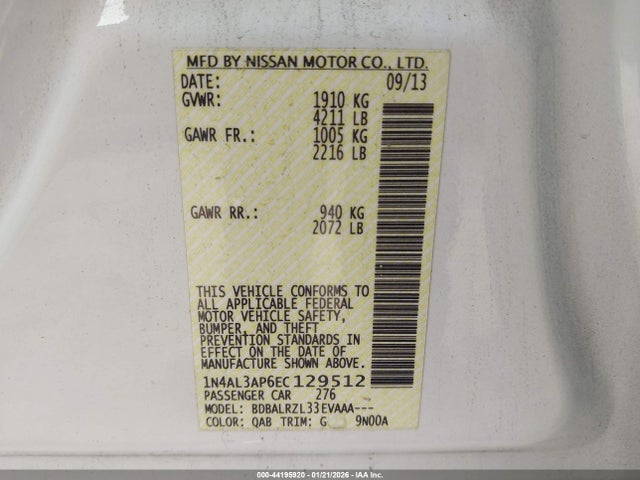 MFD BY NISSAN MOTOR CO., LTD.
DATE: 09/13
GVWR: 1910 KG
4211 LB
GAWR FR.: 1005 KG
2216 LB
GAWR RR.: 940 KG
2072 LB
THIS VEHICLE CONFORMS TO
ALL APPLICABLE FEDERAL
MOTOR VEHICLE SAFETY,
BUMPER, AND THEFT
PREVENTION STANDARDS IN
EFFECT ON THE DATE OF
MANUFACTURE SHOWN ABOVE.
1N4AL3AP6EC129512
PASSENGER CAR 276
MODEL: BDBALRZL33EVAAA---
COLOR: QAB TRIM: G 9N00A
000-44195920 - 01/21/2026 - IAA Inc.